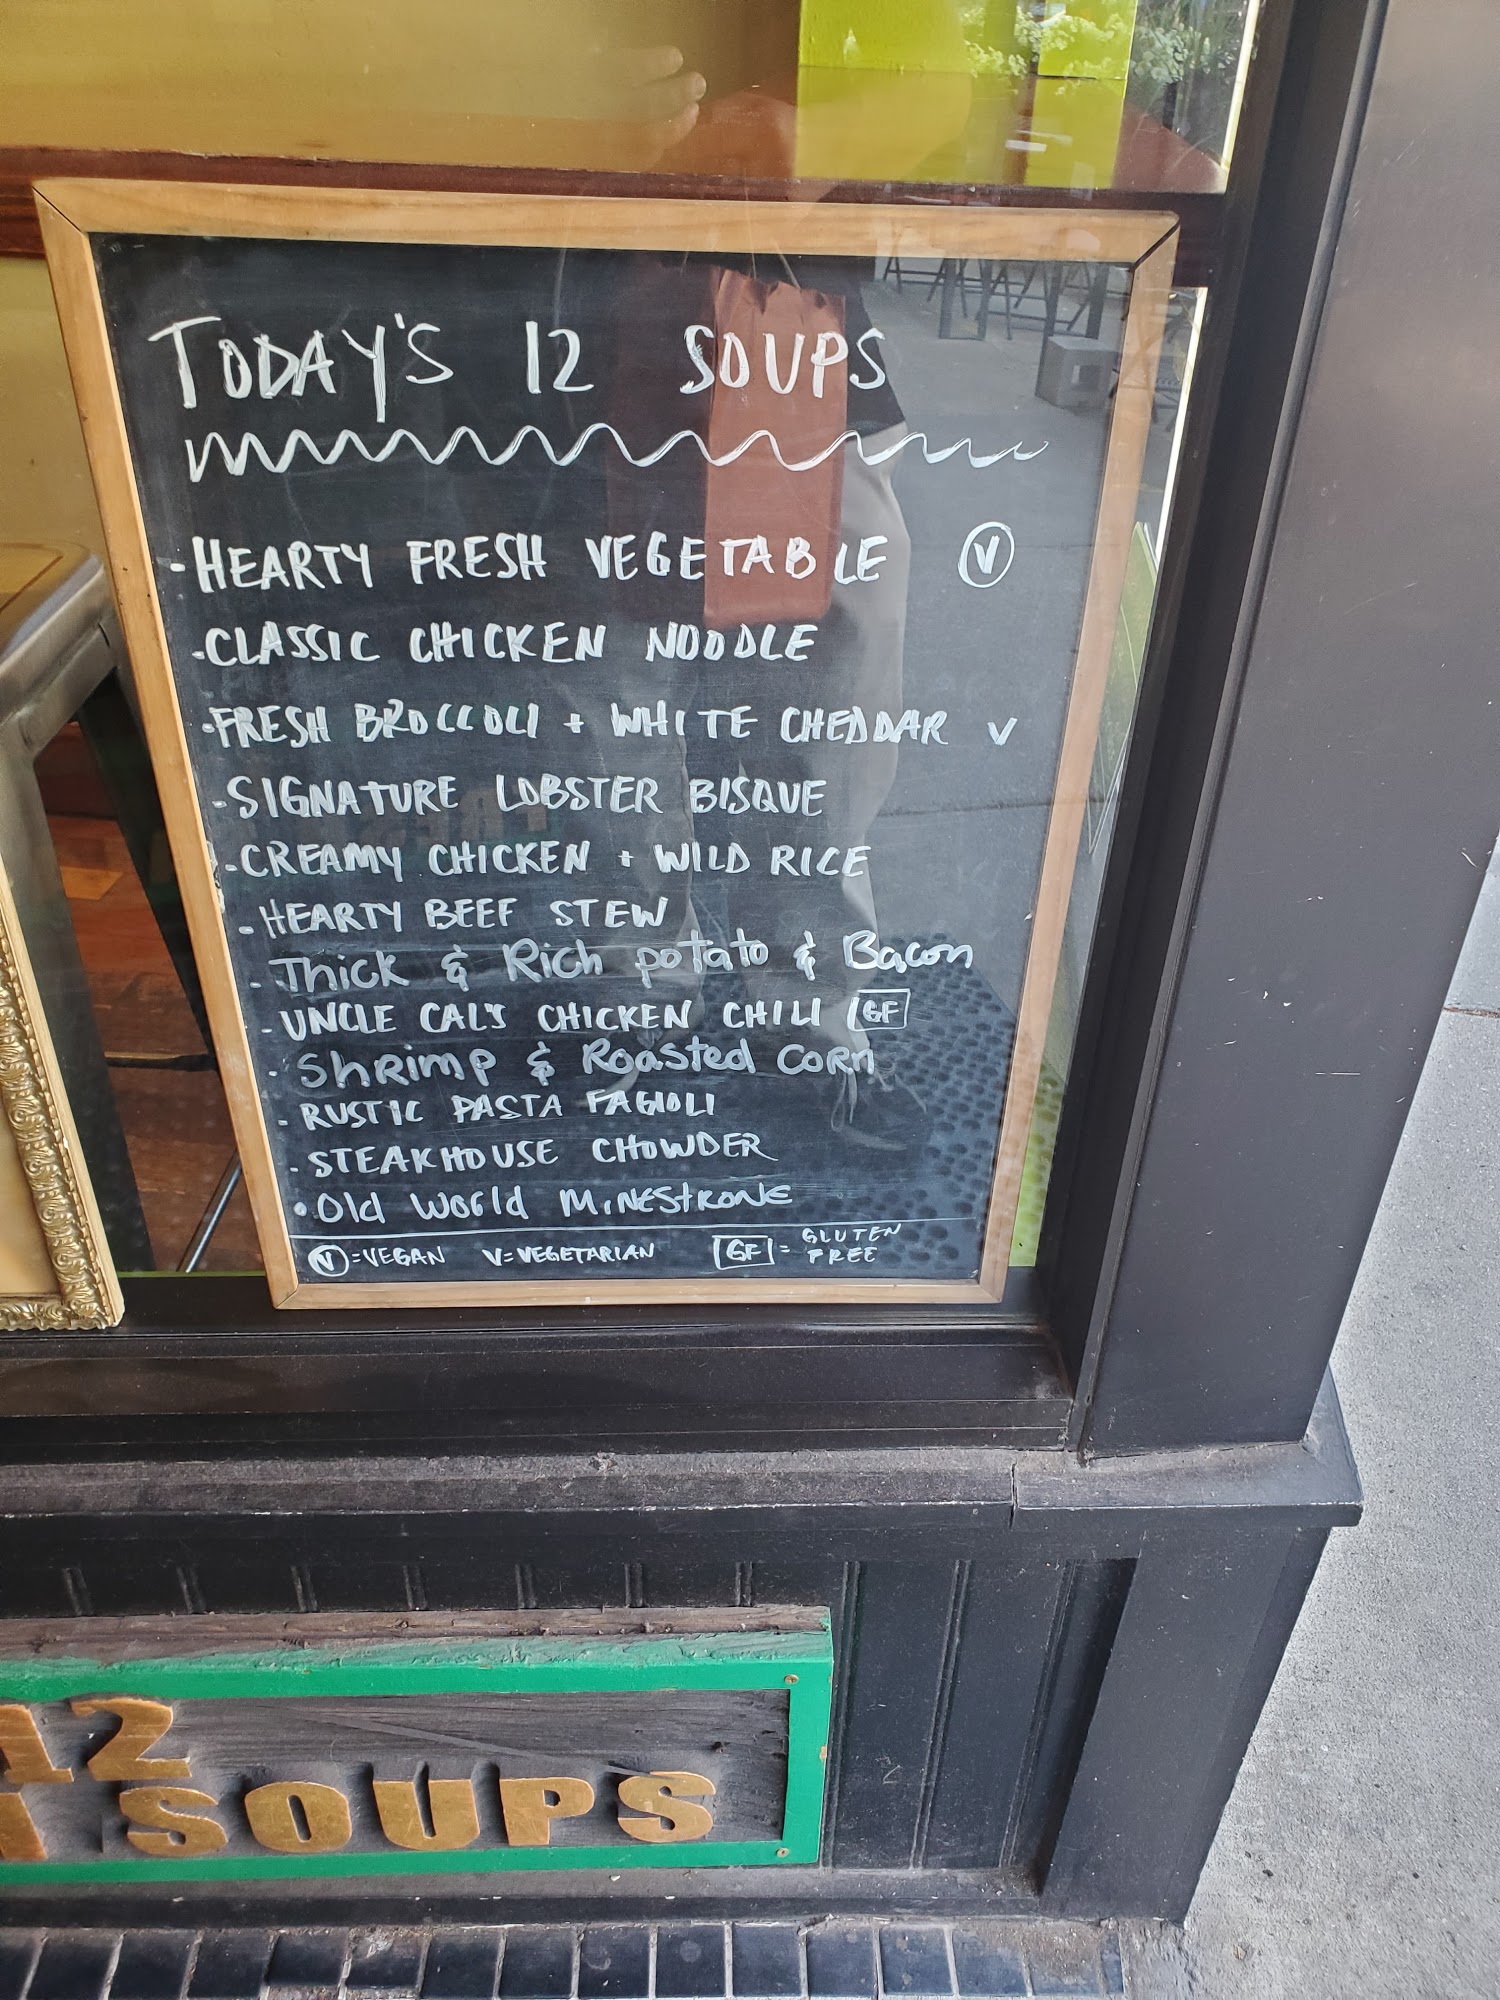 TODAY'S 12 SOUPS
- HEARTY FRESH VEGETABLE Ⓥ
- CLASSIC CHICKEN NOODLE
- FRESH BROCCOLI + WHITE CHEDDAR V
- SIGNATURE LOBSTER BISQUE
- CREAMY CHICKEN + WILD RICE
- HEARTY BEEF STEW
- Thick & Rich potato & Bacon
- UNCLE CAL'S CHICKEN CHILI GF
- Shrimp & Roasted Corn
- RUSTIC PASTA FAGIOLI
- STEAKHOUSE CHOWDER
• Old World MINESTRONE
Ⓥ = VEGAN V = VEGETARIAN GF = GLUTEN FREE
12
SOUPS